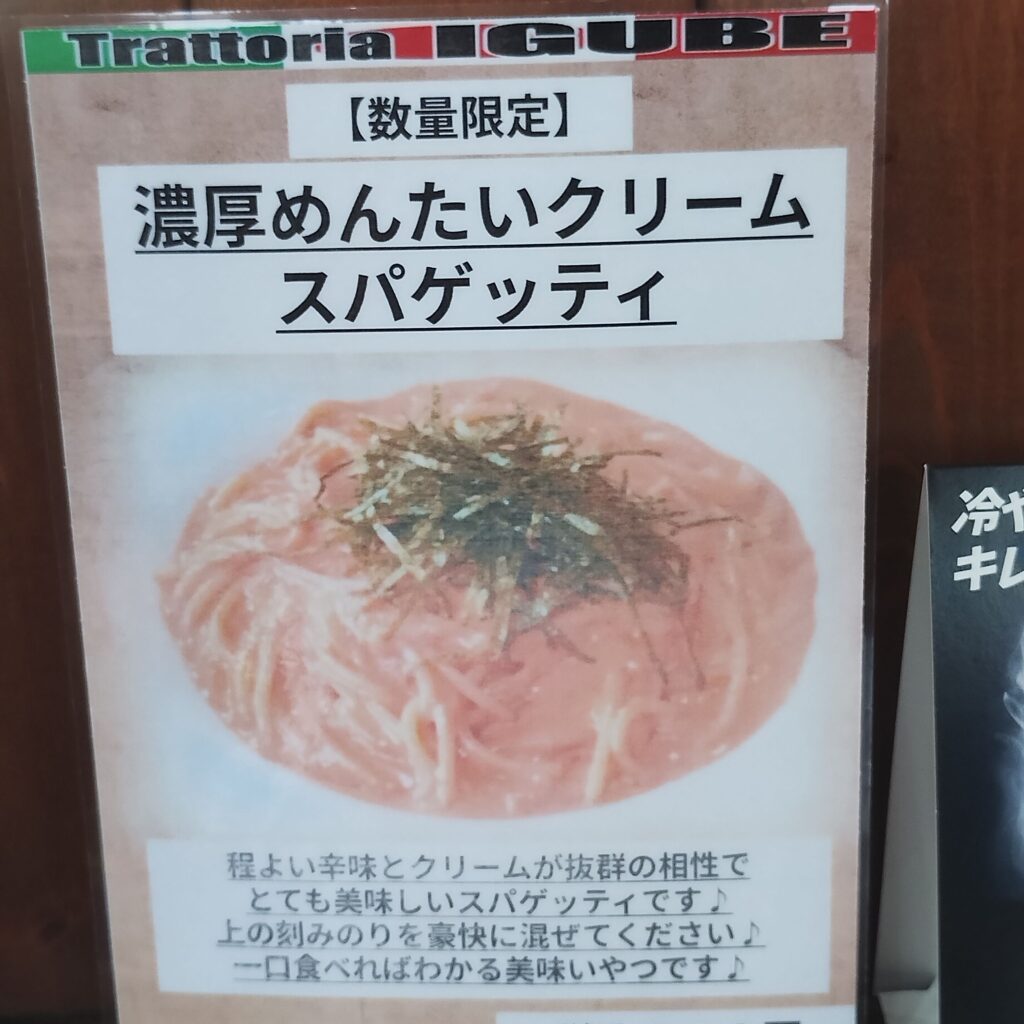 Trattoria IGUBE
【数量限定】
濃厚めんたいクリーム
スパゲッティ
程よい辛味とクリームが抜群の相性で
とても美味しいスパゲッティです♪
上の刻みのりを豪快に混ぜてください♪
一口食べればわかる美味いやつです♪
冷や
キレ